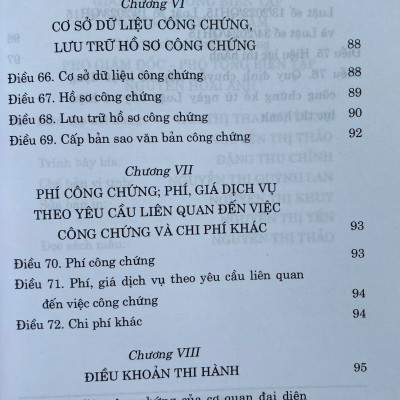 Chương VI
CƠ SỞ DỮ LIỆU CÔNG CHỨNG,
LƯU TRỮ HỒ SƠ CÔNG CHỨNG 88
Điều 66. Cơ sở dữ liệu công chứng 88
Điều 67. Hồ sơ công chứng 89
Điều 68. Lưu trữ hồ sơ công chứng 90
Điều 69. Cấp bản sao văn bản công chứng 92
Chương VII
PHÍ CÔNG CHỨNG; PHÍ, GIÁ DỊCH VỤ
THEO YÊU CẦU LIÊN QUAN ĐẾN VIỆC
CÔNG CHỨNG VÀ CHI PHÍ KHÁC 93
Điều 70. Phí công chứng 93
Điều 71. Phí, giá dịch vụ theo yêu cầu liên quan
đến việc công chứng 94
Điều 72. Chi phí khác 94
Chương VIII
ĐIỀU KHOẢN THI HÀNH 95
của cơ quan đại diện